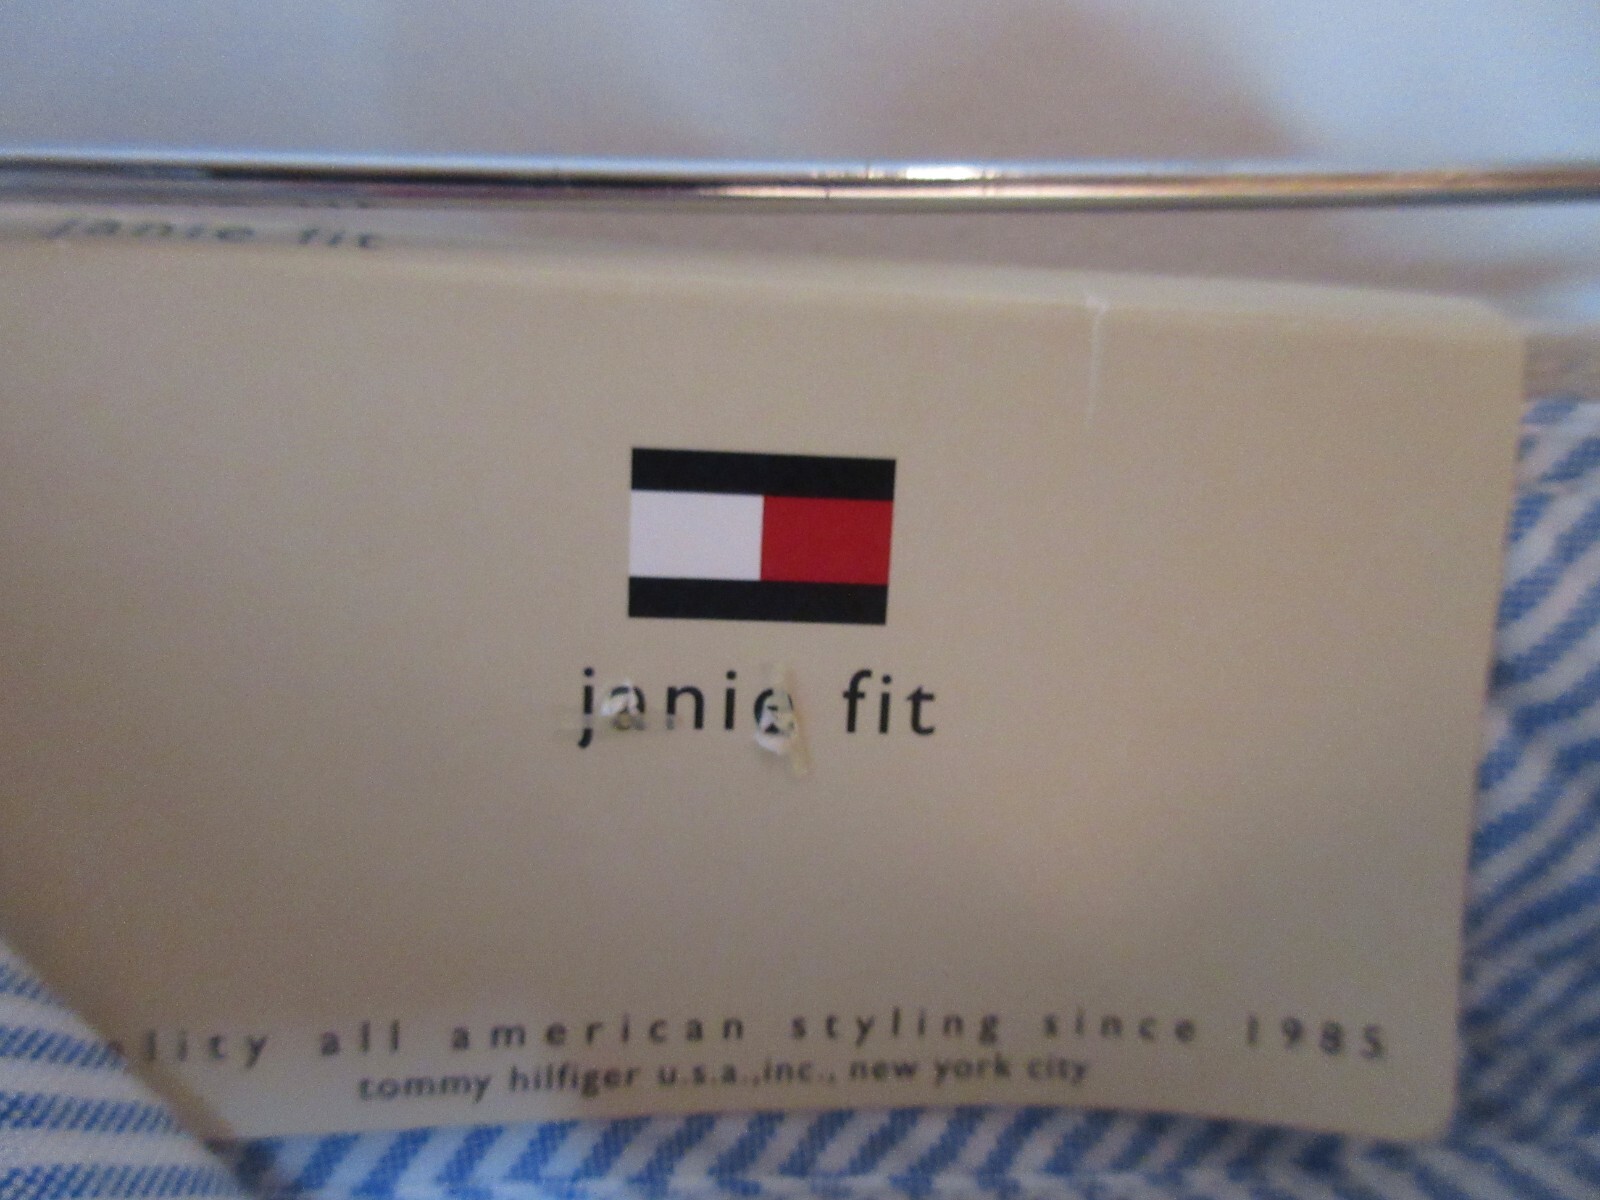 janie fit
janie fit
all american styling since 1985
tommy hilfiger u.s.a.,inc., new york city